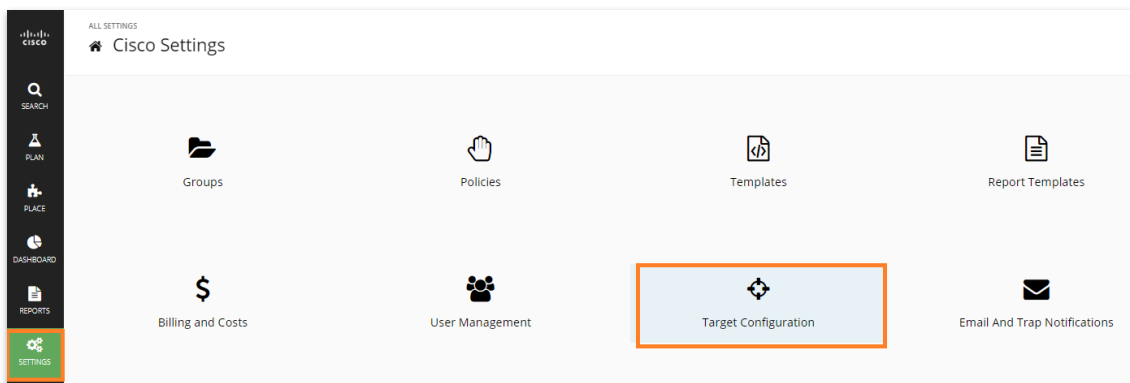 CISCO
ALL SETTINGS
Cisco Settings
SEARCH
PLAN
PLACE
DASHBOARD
REPORTS
SETTINGS
Groups
Policies
Templates
Report Templates
$
Billing and Costs
User Management
Target Configuration
Email And Trap Notifications